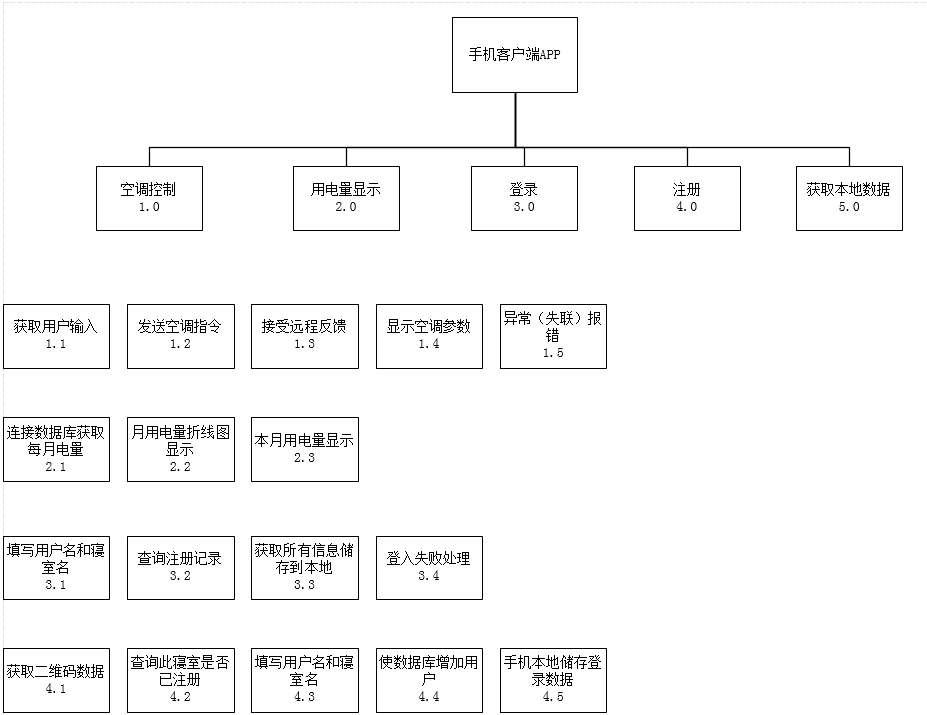 手机客户端APP
空调控制
1.0
用电量显示
2.0
登录
3.0
注册
4.0
获取本地数据
5.0
获取用户输入
1.1
发送空调指令
1.2
接受远程反馈
1.3
显示空调参数
1.4
异常（失联）报
错
1.5
连接数据库获取
每月电量
2.1
月用电量折线图
显示
2.2
本月用电量显示
2.3
填写用户名和寝
室名
3.1
查询注册记录
3.2
获取所有信息储
存到本地
3.3
登入失败处理
3.4
获取二维码数据
4.1
查询此寝室是否
已注册
4.2
填写用户名和寝
室名
4.3
使数据库增加用
户
4.4
手机本地储存登
录数据
4.5